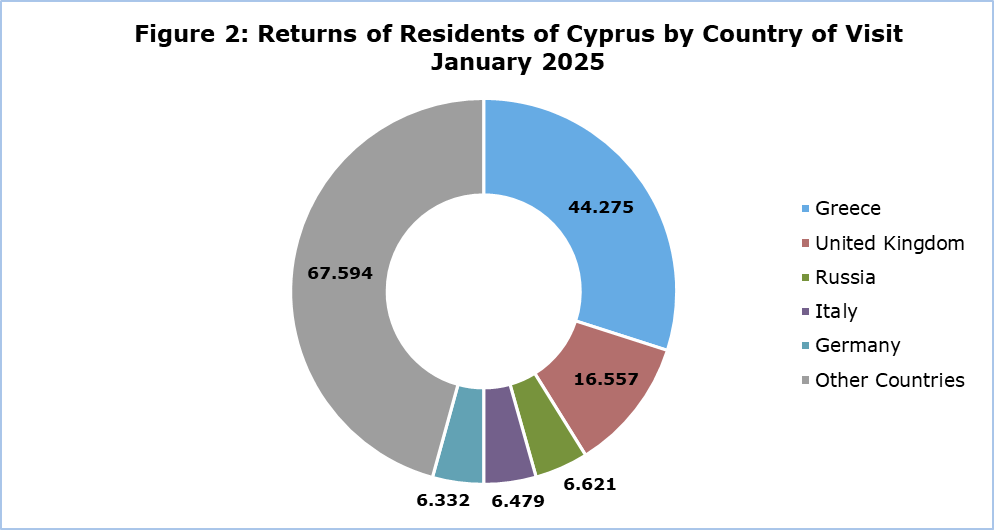 Figure 2: Returns of Residents of Cyprus by Country of Visit
January 2025
44.275
67.594
16.557
6.621
6.479
6.332
Greece
United Kingdom
Russia
Italy
Germany
Other Countries